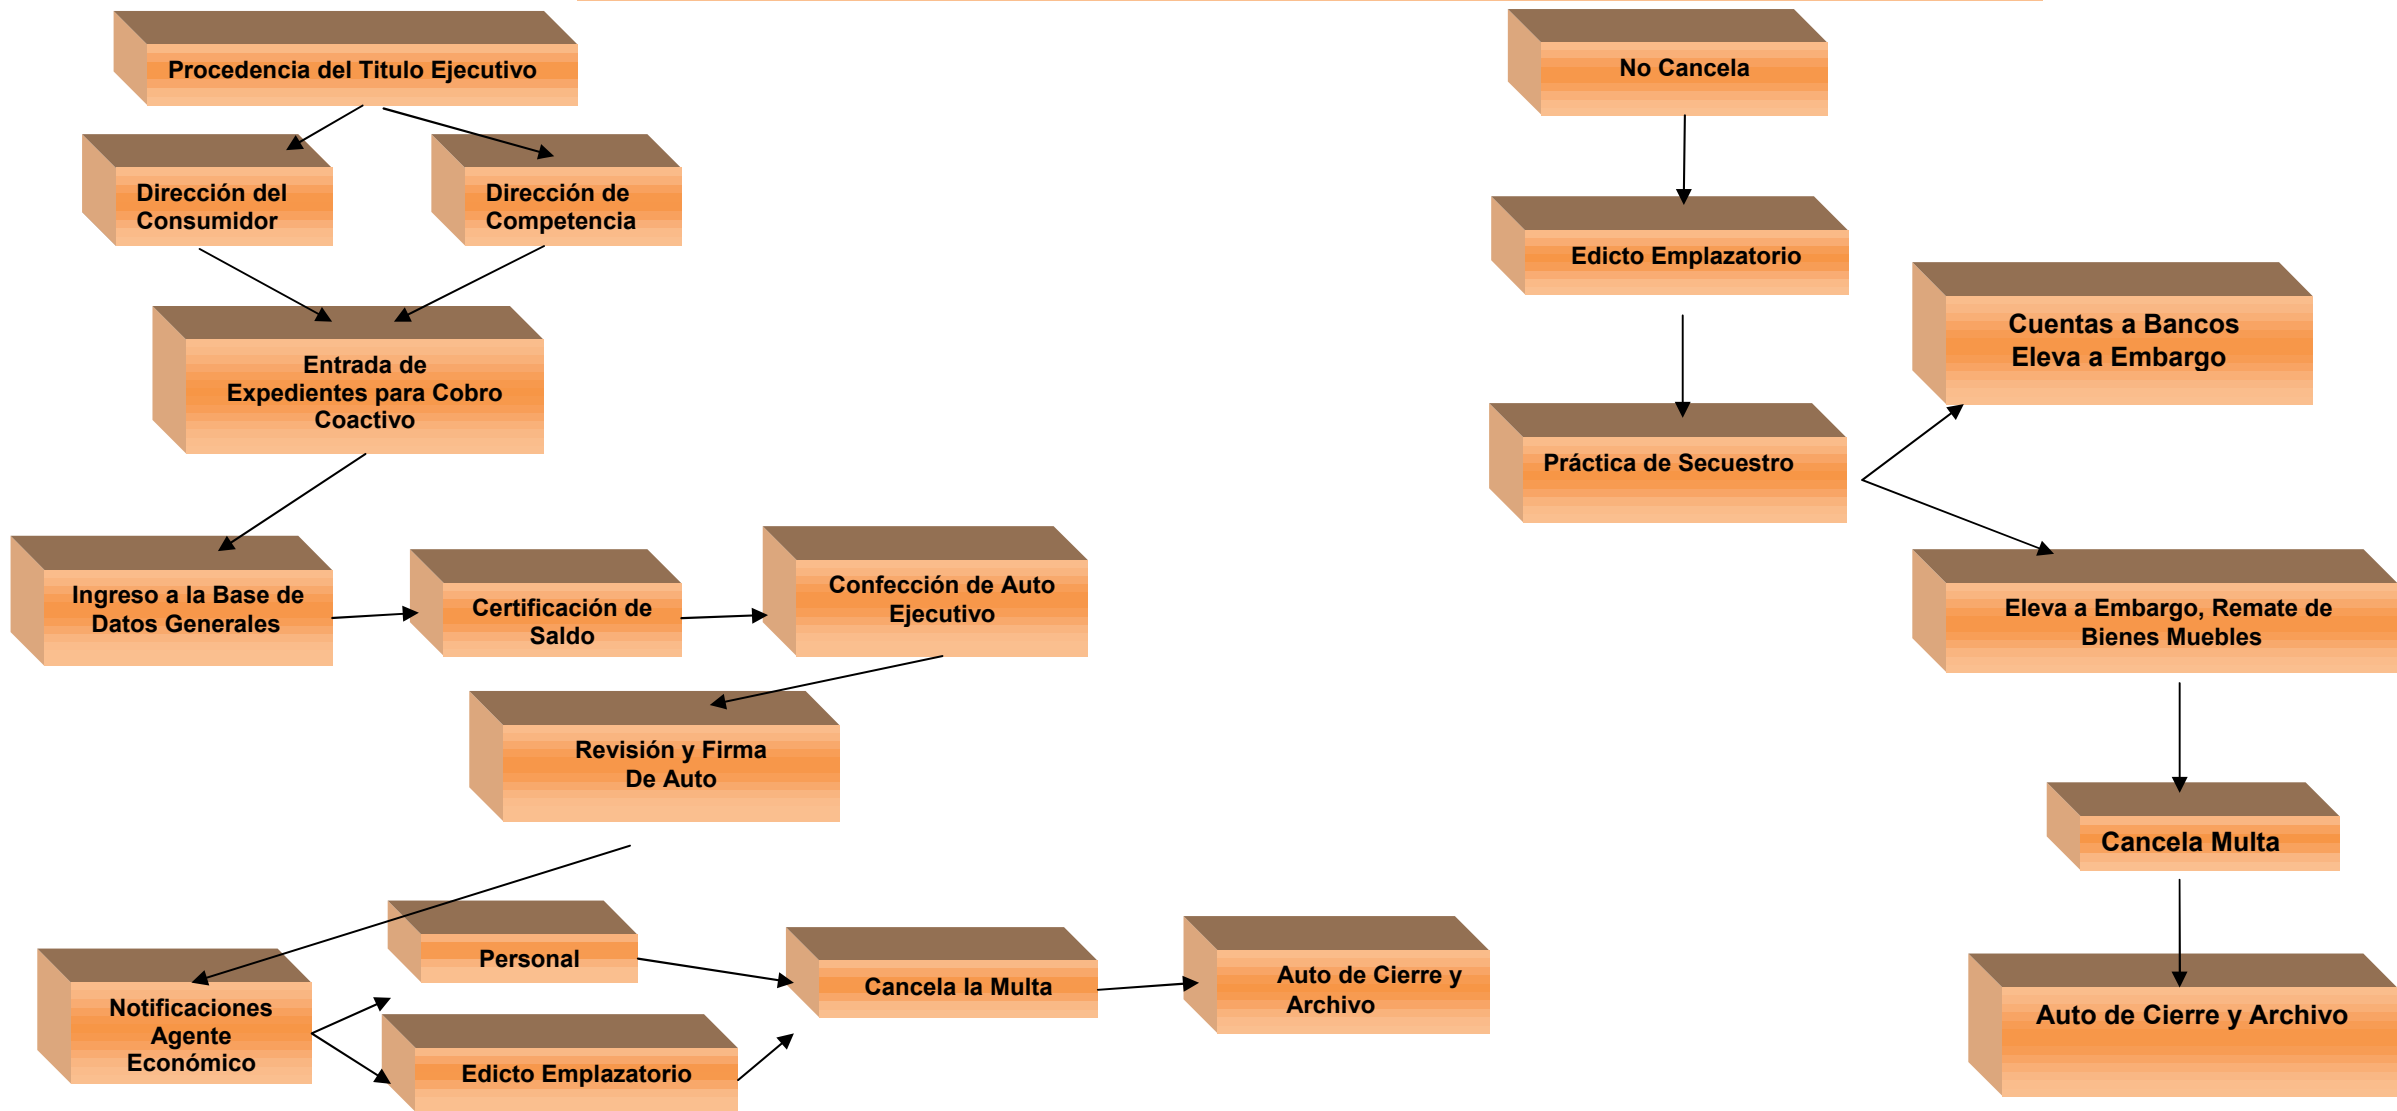 Procedencia del Titulo Ejecutivo
Dirección del
Consumidor
Dirección de
Competencia
Entrada de
Expedientes para Cobro
Coactivo
Ingreso a la Base de
Datos Generales
Certificación de
Saldo
Confección de Auto
Ejecutivo
Revisión y Firma
De Auto
Notificaciones
Agente
Económico
Personal
Edicto Emplazatorio
Cancela la Multa
Auto de Cierre y
Archivo
No Cancela
Edicto Emplazatorio
Práctica de Secuestro
Cuentas a Bancos
Eleva a Embargo
Eleva a Embargo, Remate de
Bienes Muebles
Cancela Multa
Auto de Cierre y Archivo